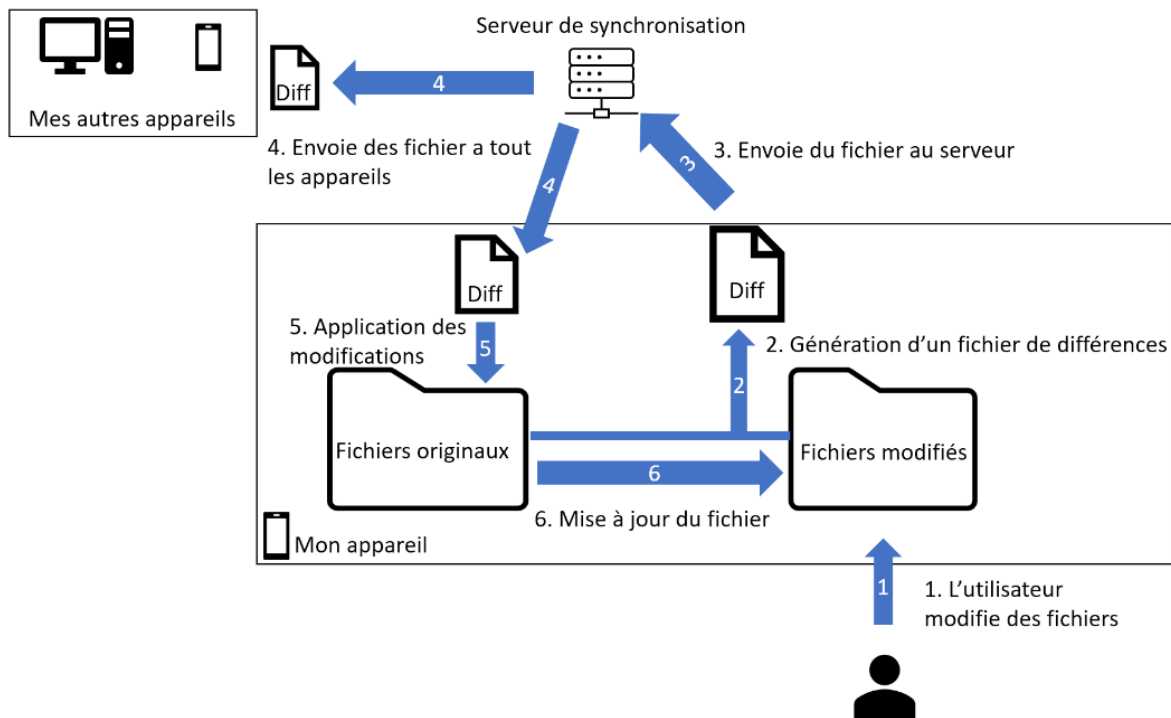 Serveur de synchronisation
Mes autres appareils
Diff
4
4. Envoie des fichier a tout
les appareils
4
3
3. Envoie du fichier au serveur
Diff
Diff
5. Application des
modifications
5
2. Génération d'un fichier de différences
2
Fichiers originaux
Fichiers modifiés
6
6. Mise à jour du fichier
Mon appareil
1
1. L'utilisateur
modifie des fichiers